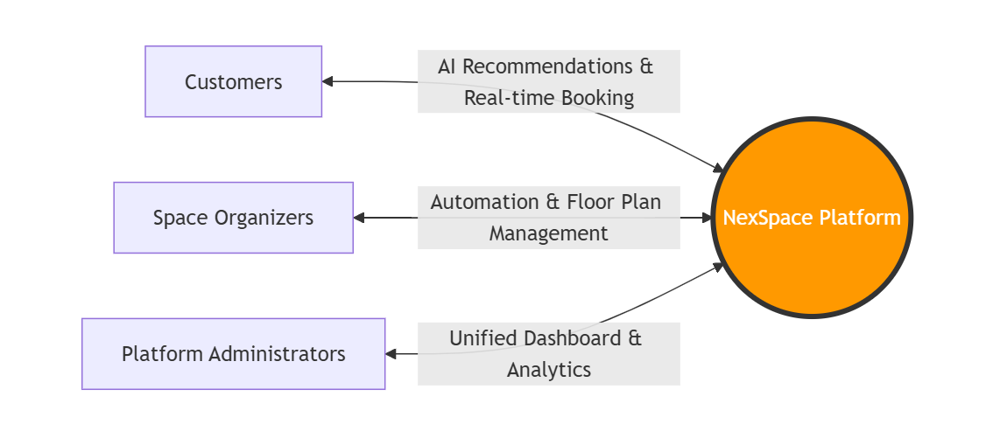 Customers
AI Recommendations &
Real-time Booking
Space Organizers
Automation & Floor Plan
Management
NexSpace Platform
Platform Administrators
Unified Dashboard &
Analytics